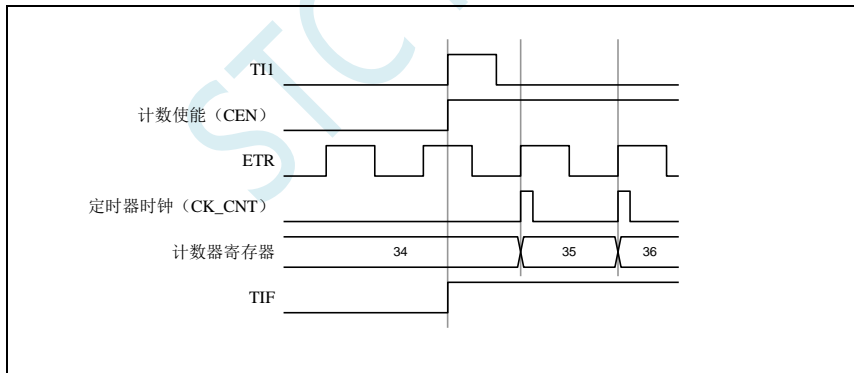 STC
TI1
计数使能（CEN）
ETR
定时器时钟（CK_CNT）
计数器寄存器
34
35
36
TIF